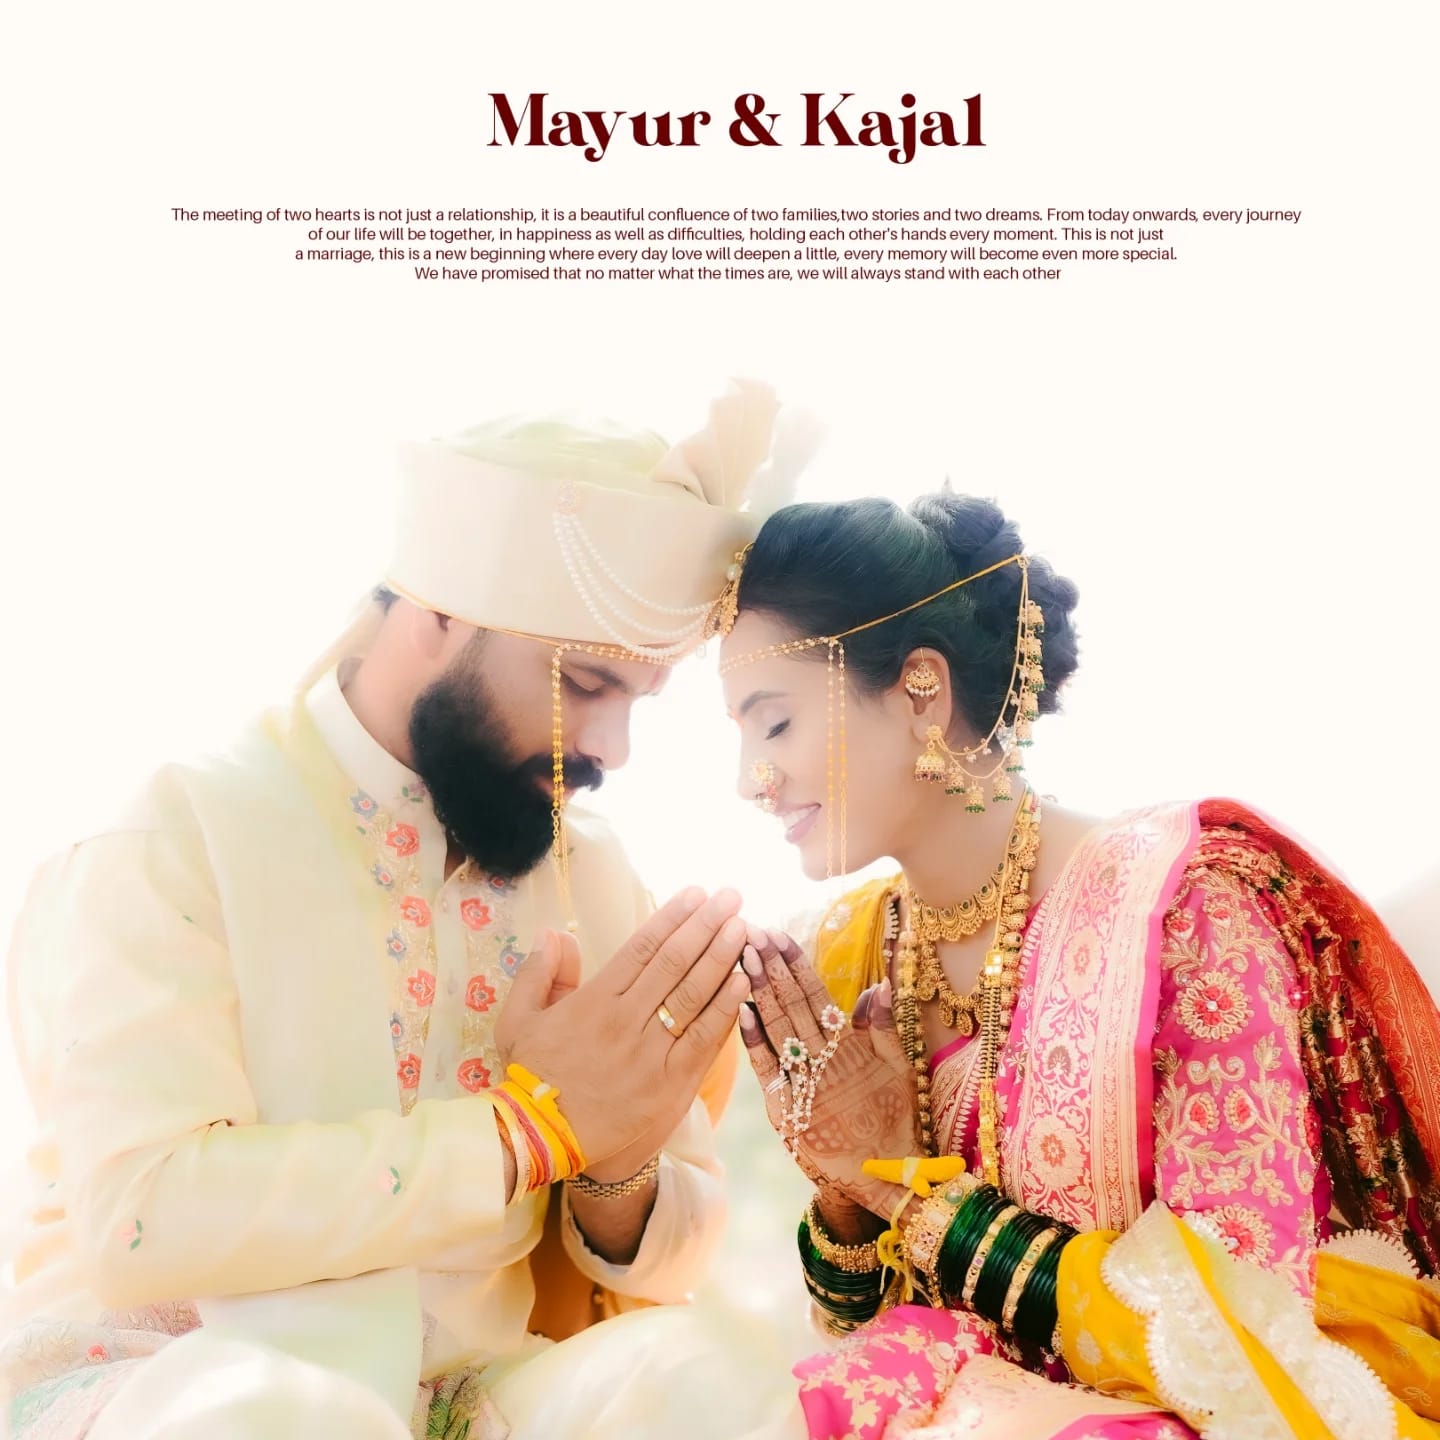 Mayur & Kajal
The meeting of two hearts is not just a relationship, it is a beautiful confluence of two families,two stories and two dreams. From today onwards, every journey
of our life will be together, in happiness as well as difficulties, holding each other's hands every moment. This is not just
a marriage, this is a new beginning where every day love will deepen a little, every memory will become even more special.
We have promised that no matter what the times are, we will always stand with each other